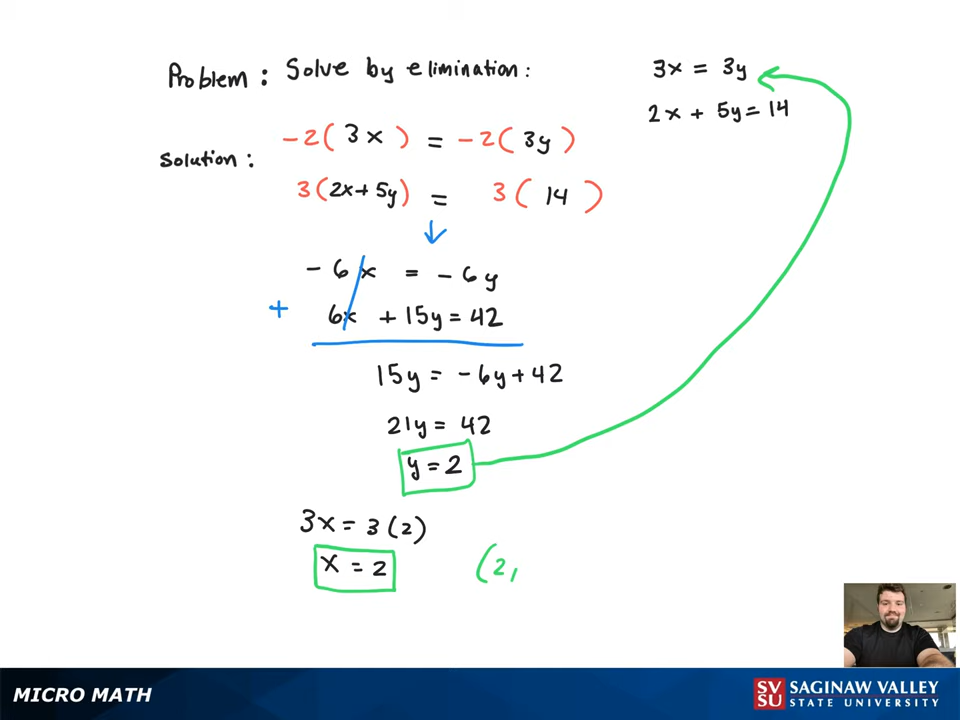 Problem: Solve by elimination:
3x = 3y
2x + 5y = 14
Solution:
-2( 3x ) = -2( 3y )
3(2x+5y) = 3( 14 )
- 6x = - 6y
+ 6x + 15y = 42
15y = - 6y + 42
21y = 42
y = 2
3x = 3(2)
x = 2
(2,
MICRO MATH
SV
SU
SAGINAW VALLEY
STATE UNIVERSITY